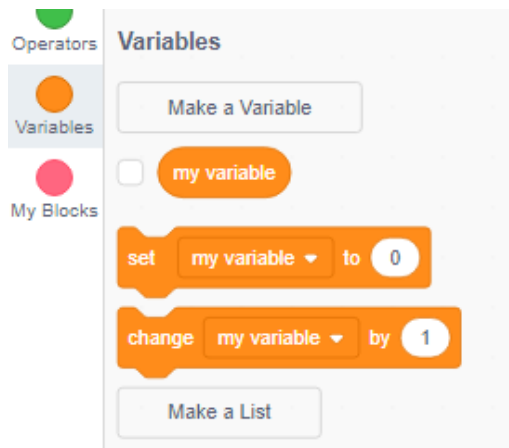 Operators
Variables
My Blocks
Variables
Make a Variable
my variable
set my variable to 0
change my variable by 1
Make a List